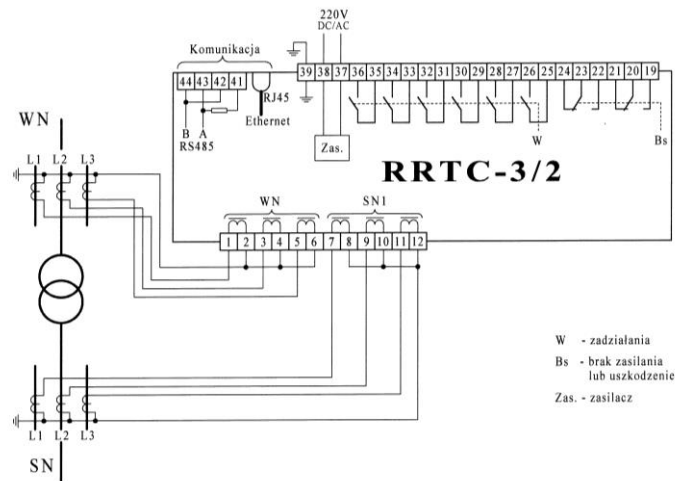 220V
DC/AC
Komunikacja
44 43 42 41
39 38 37 36 35 34 33 32 31 30 29 28 27 26 25 24 23 22 21 20 19
RJ45
Ethernet
B A
RS485
Zas.
W
Bs
WN
L1 L2 L3
RRTC-3/2
WN
SN1
1 2 3 4 5 6 7 8 9 10 11 12
W - zadziałania
Bs - brak zasilania
lub uszkodzenie
Zas. - zasilacz
L1 L2 L3
SN